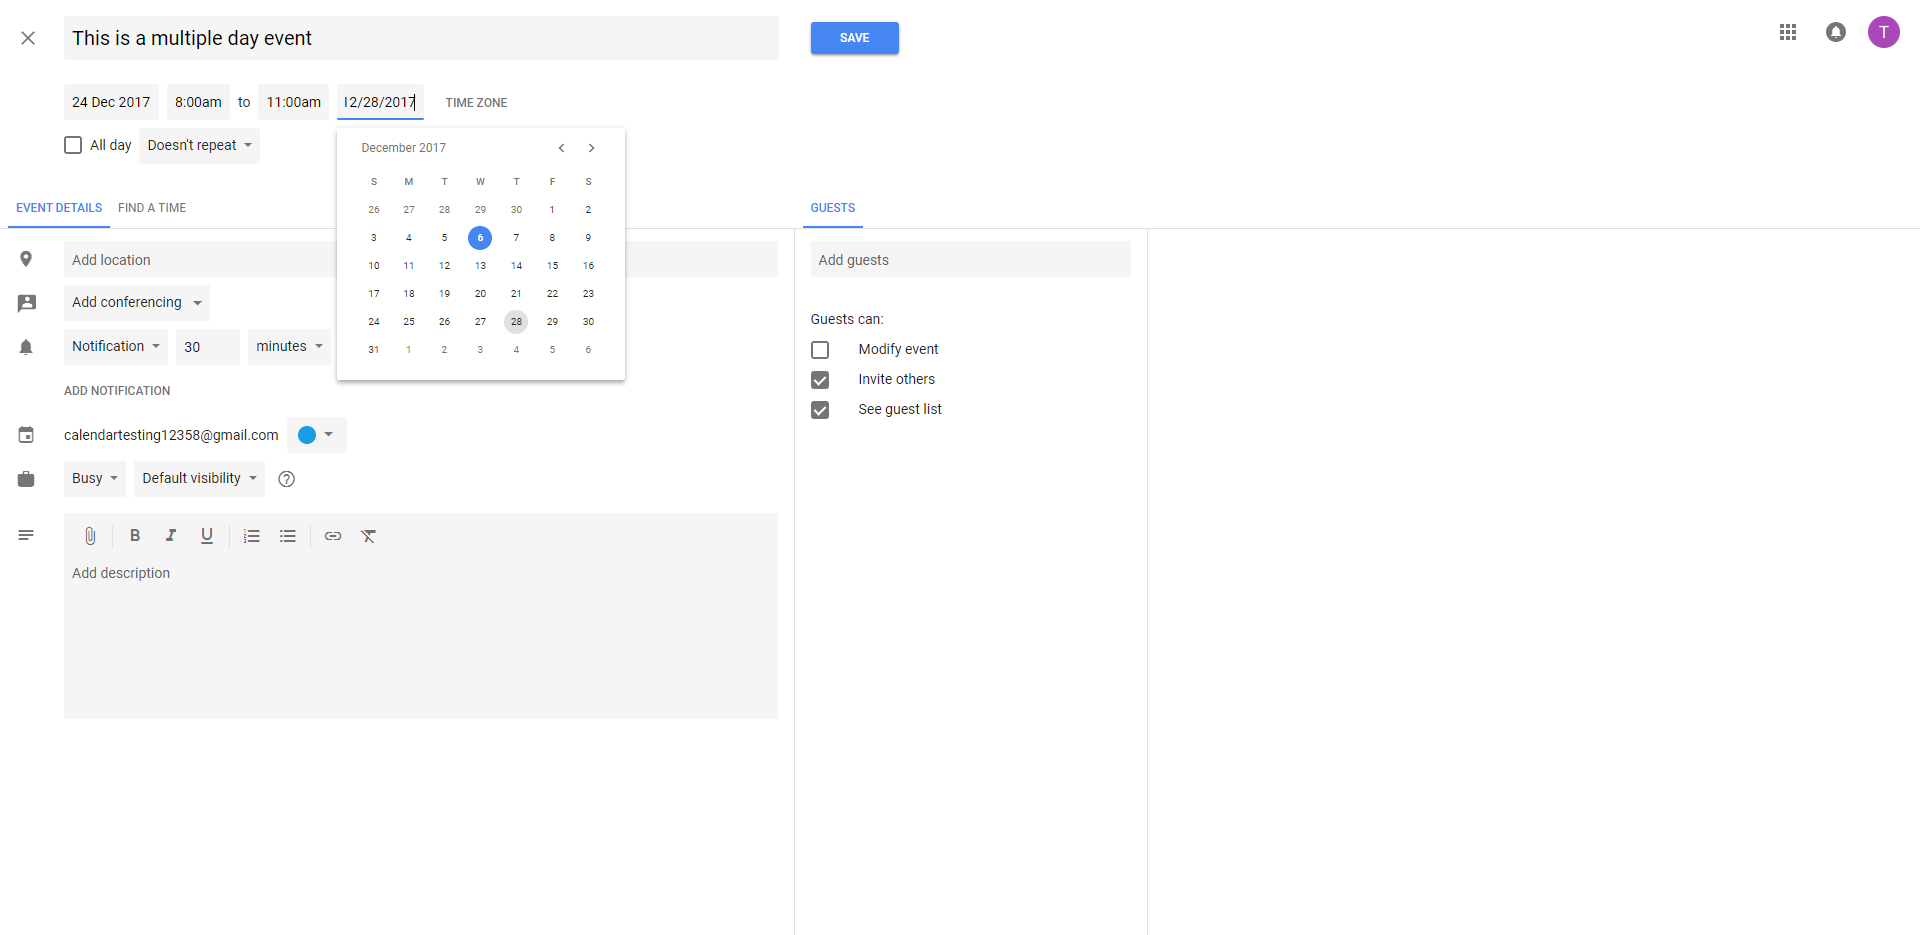 This is a multiple day event
SAVE
T
24 Dec 2017 8:00am to 11:00am 12/28/2017 TIME ZONE
All day Doesn't repeat
December 2017
S M T W T F S
26 27 28 29 30 1 2
3 4 5 6 7 8 9
10 11 12 13 14 15 16
17 18 19 20 21 22 23
24 25 26 27 28 29 30
31 1 2 3 4 5 6
EVENT DETAILS FIND A TIME
Add location
Add conferencing
Notification 30 minutes
ADD NOTIFICATION
calendartesting12358@gmail.com
Busy Default visibility ?
B I U
Add description
GUESTS
Add guests
Guests can:
Modify event
Invite others
See guest list